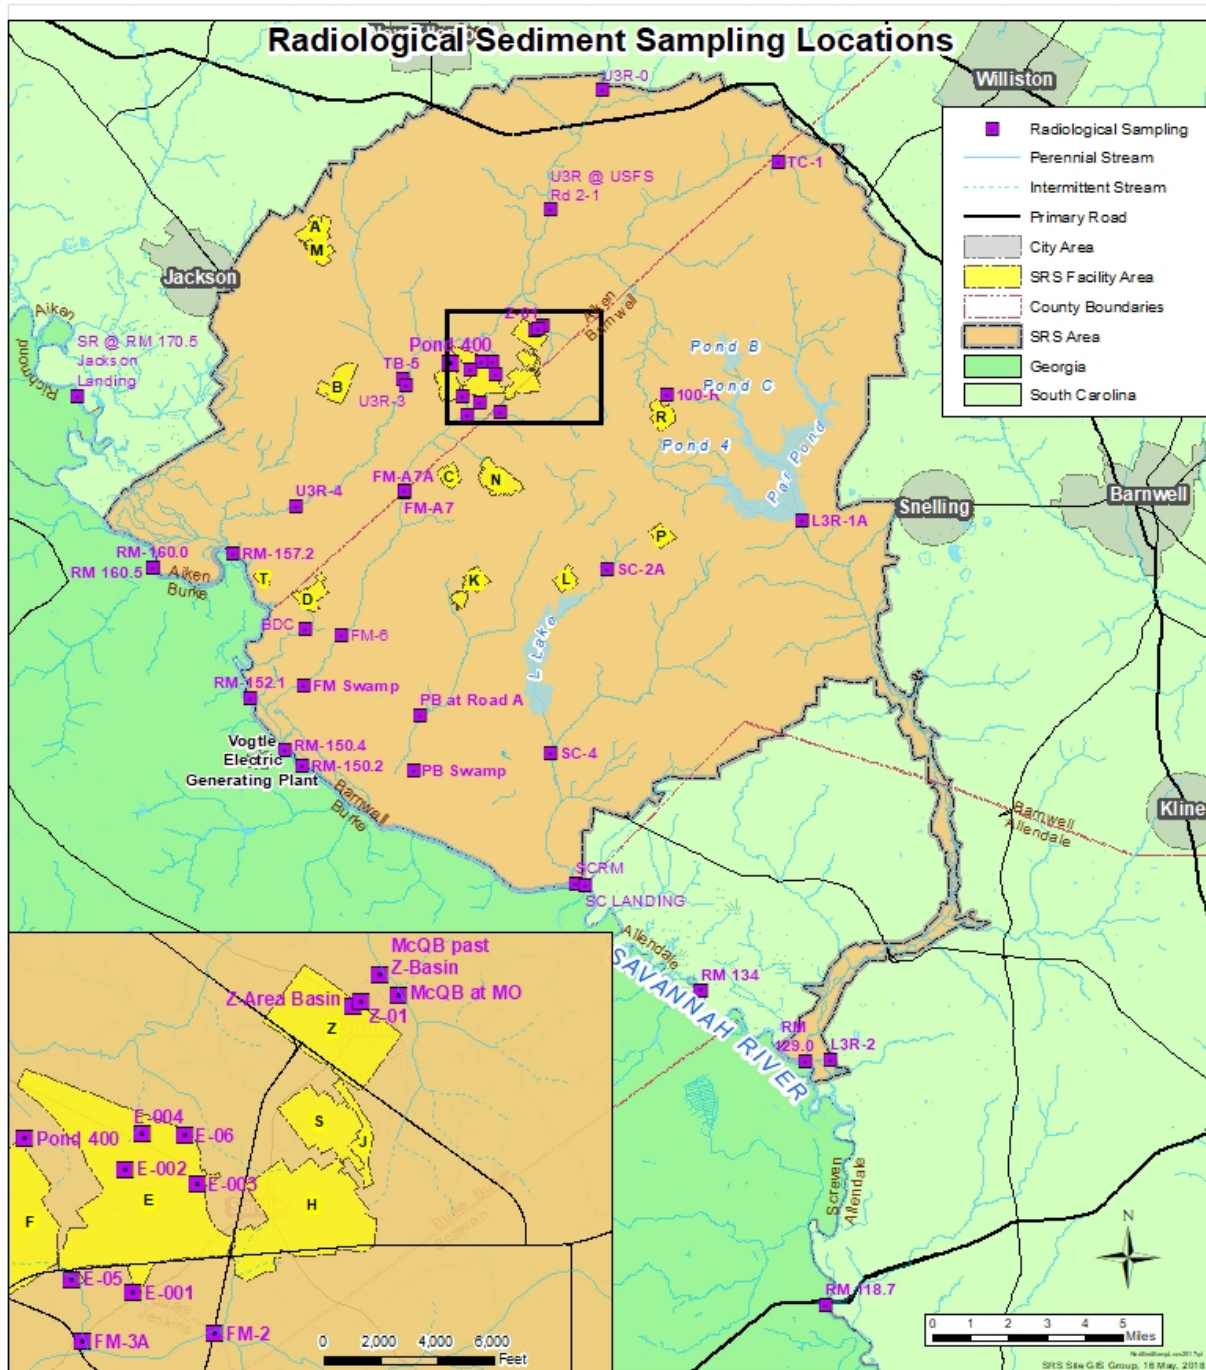 Radiological Sediment Sampling Locations
U3R-0
Williston
TC-1
U3R @ USFS
Rd 2-1
Radiological Sampling
Perennial Stream
Intermittent Stream
Primary Road
City Area
SRS Facility Area
County Boundaries
SRS Area
Georgia
South Carolina
A
M
Jackson
Aiken
Richmond
SR @ RM 170.5
Jackson
Landing
Z-01
Aiken
Barnwell
Pond 400
TB-5
U3R-3
B
Pond B
Pond C
100-R
R
Pond 4
Par Pond
FM-A7A
FM-A7
C
N
U3R-4
Snelling
Barnwell
L3R-1A
P
RM-160.0
RM 160.5
RM-157.2
Aiken
Burke
T
D
K
L
SC-2A
BDC
FM-6
L Lake
RM-152.1
FM Swamp
PB at Road A
Vogtle
Electric
Generating Plant
RM-150.4
RM-150.2
SC-4
PB Swamp
Barnwell
Burke
Barnwell
Allendale
Kline
SCRM
SC LANDING
Allendale
SAVANNAH RIVER
RM 134
RM
129.0
L3R-2
Screven
Allendale
RM-118.7
N
0 1 2 3 4 5
Miles
SRS Site GIS Group, 16 May, 2018
McQB past
Z-Basin
McQB at MO
Z-Area Basin
Z-01
Z
S
J
E-004
E-06
Pond 400
E-002
E-003
E
F
H
E-05
E-001
FM-3A
FM-2
0 2,000 4,000 6,000
Feet